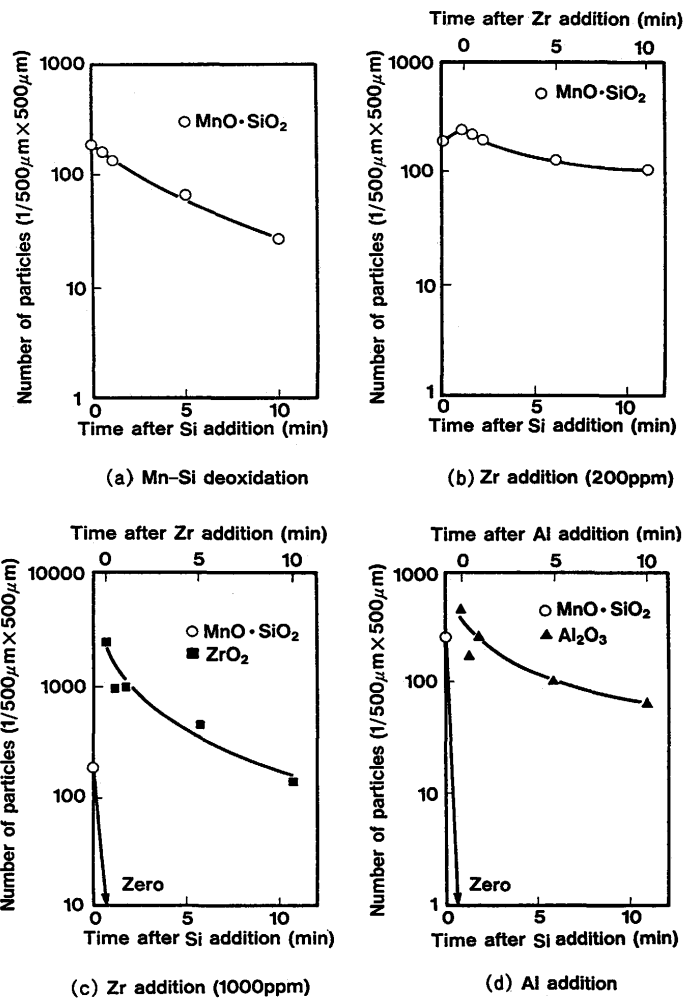 1000
100
10
1
Number of particles (1/500μm×500μm)
MnO·SiO₂
0 5 10
Time after Si addition (min)
(a) Mn–Si deoxidation
Time after Zr addition (min)
0 5 10
1000
100
10
1
Number of particles (1/500μm×500μm)
MnO·SiO₂
0 5 10
Time after Si addition (min)
(b) Zr addition (200ppm)
Time after Zr addition (min)
0 5 10
10000
1000
100
10
Number of particles (1/500μm×500μm)
MnO·SiO₂
ZrO₂
Zero
0 5 10
Time after Si addition (min)
(c) Zr addition (1000ppm)
Time after Al addition (min)
0 5 10
1000
100
10
1
Number of particles (1/500μm×500μm)
MnO·SiO₂
Al₂O₃
Zero
0 5 10
Time after Si addition (min)
(d) Al addition